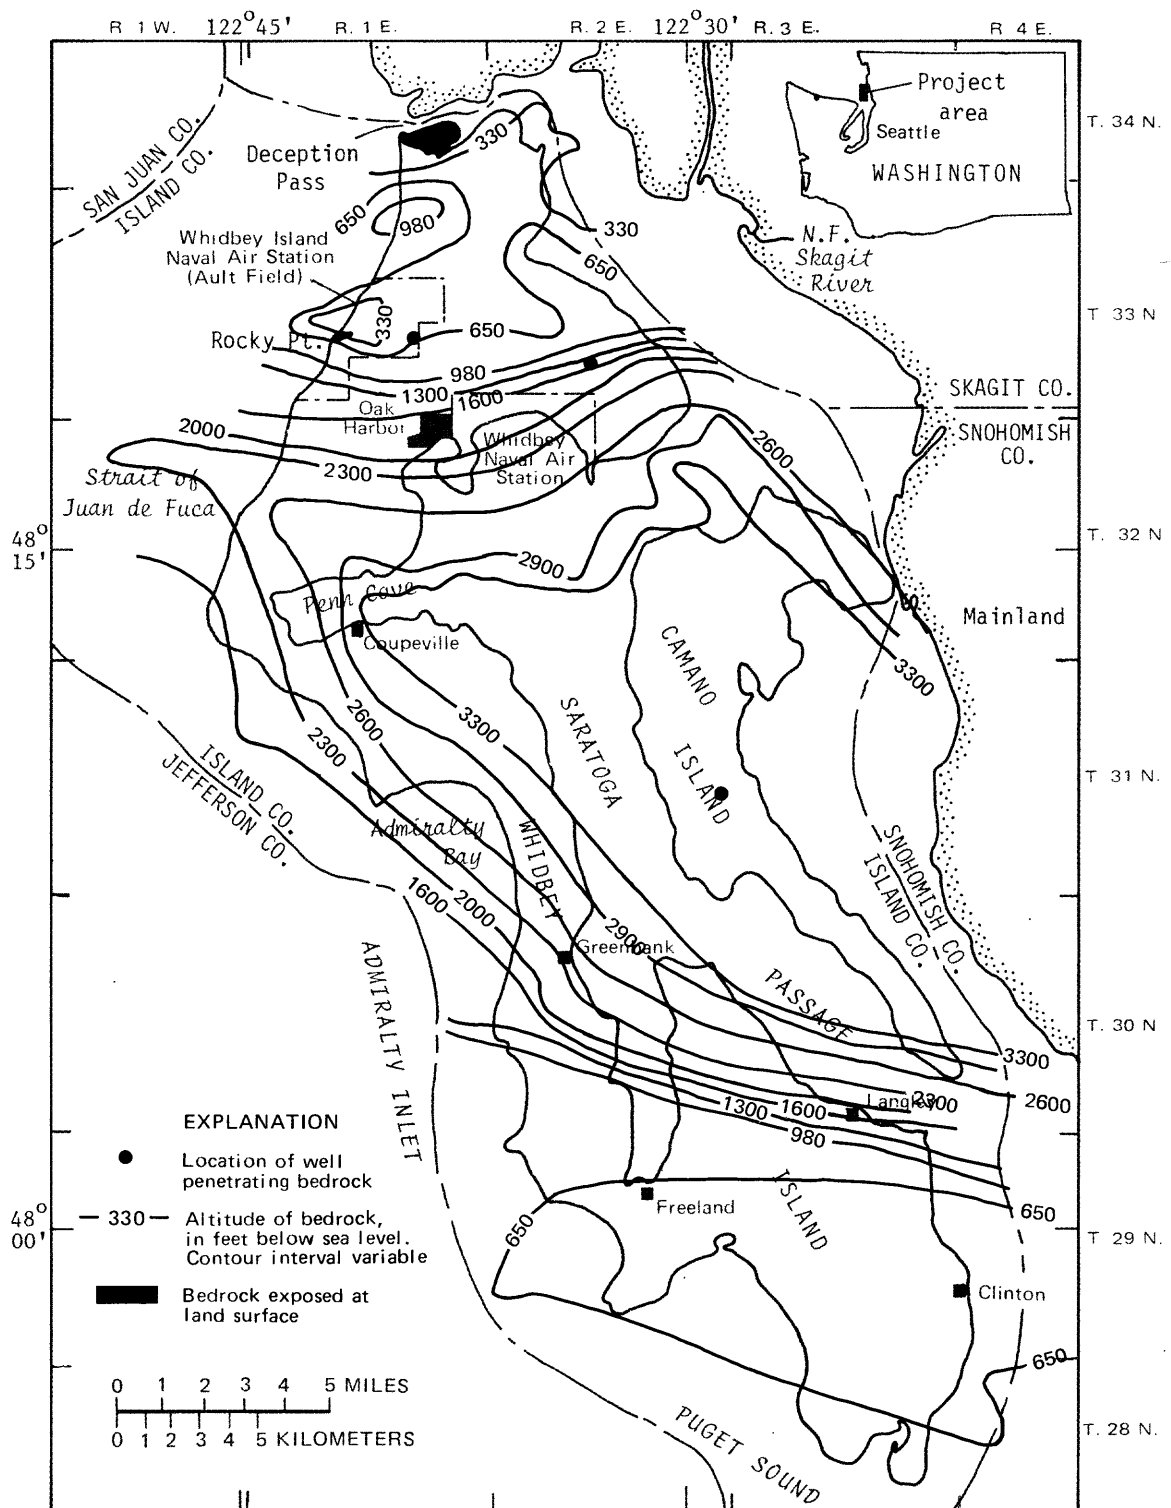 R 1 W.
122°45'
R. 1 E.
R. 2 E.
122°30'
R. 3 E.
R 4 E.
Project
area
Seattle
WASHINGTON
T. 34 N.
SAN JUAN CO.
ISLAND CO.
Deception
Pass
330
650
980
330
650
N.F.
Skagit
River
Whidbey Island
Naval Air Station
(Ault Field)
330
650
T 33 N
Rocky Pt.
980
1300
1600
SKAGIT CO.
SNOHOMISH
CO.
Oak
Harbor
2000
2300
Whidbey
Naval Air
Station
2600
Strait of
Juan de Fuca
48°
15'
T. 32 N
2900
Penn Cove
Coupeville
Mainland
3300
CAMANO
ISLAND
SARATOGA
PASSAGE
3300
2600
2300
ISLAND CO.
JEFFERSON CO.
T 31 N.
Admiralty
Bay
WHIDBEY
SNOHOMISH CO.
ISLAND CO.
1600
2000
2900
Greenbank
ADMIRALTY INLET
T. 30 N
3300
2600
2300
Langley
1300
1600
980
EXPLANATION
Location of well
penetrating bedrock
330
Altitude of bedrock,
in feet below sea level.
Contour interval variable
Bedrock exposed at
land surface
ISLAND
Freeland
650
650
48°
00'
T 29 N.
Clinton
650
0 1 2 3 4 5 MILES
0 1 2 3 4 5 KILOMETERS
PUGET SOUND
T. 28 N.